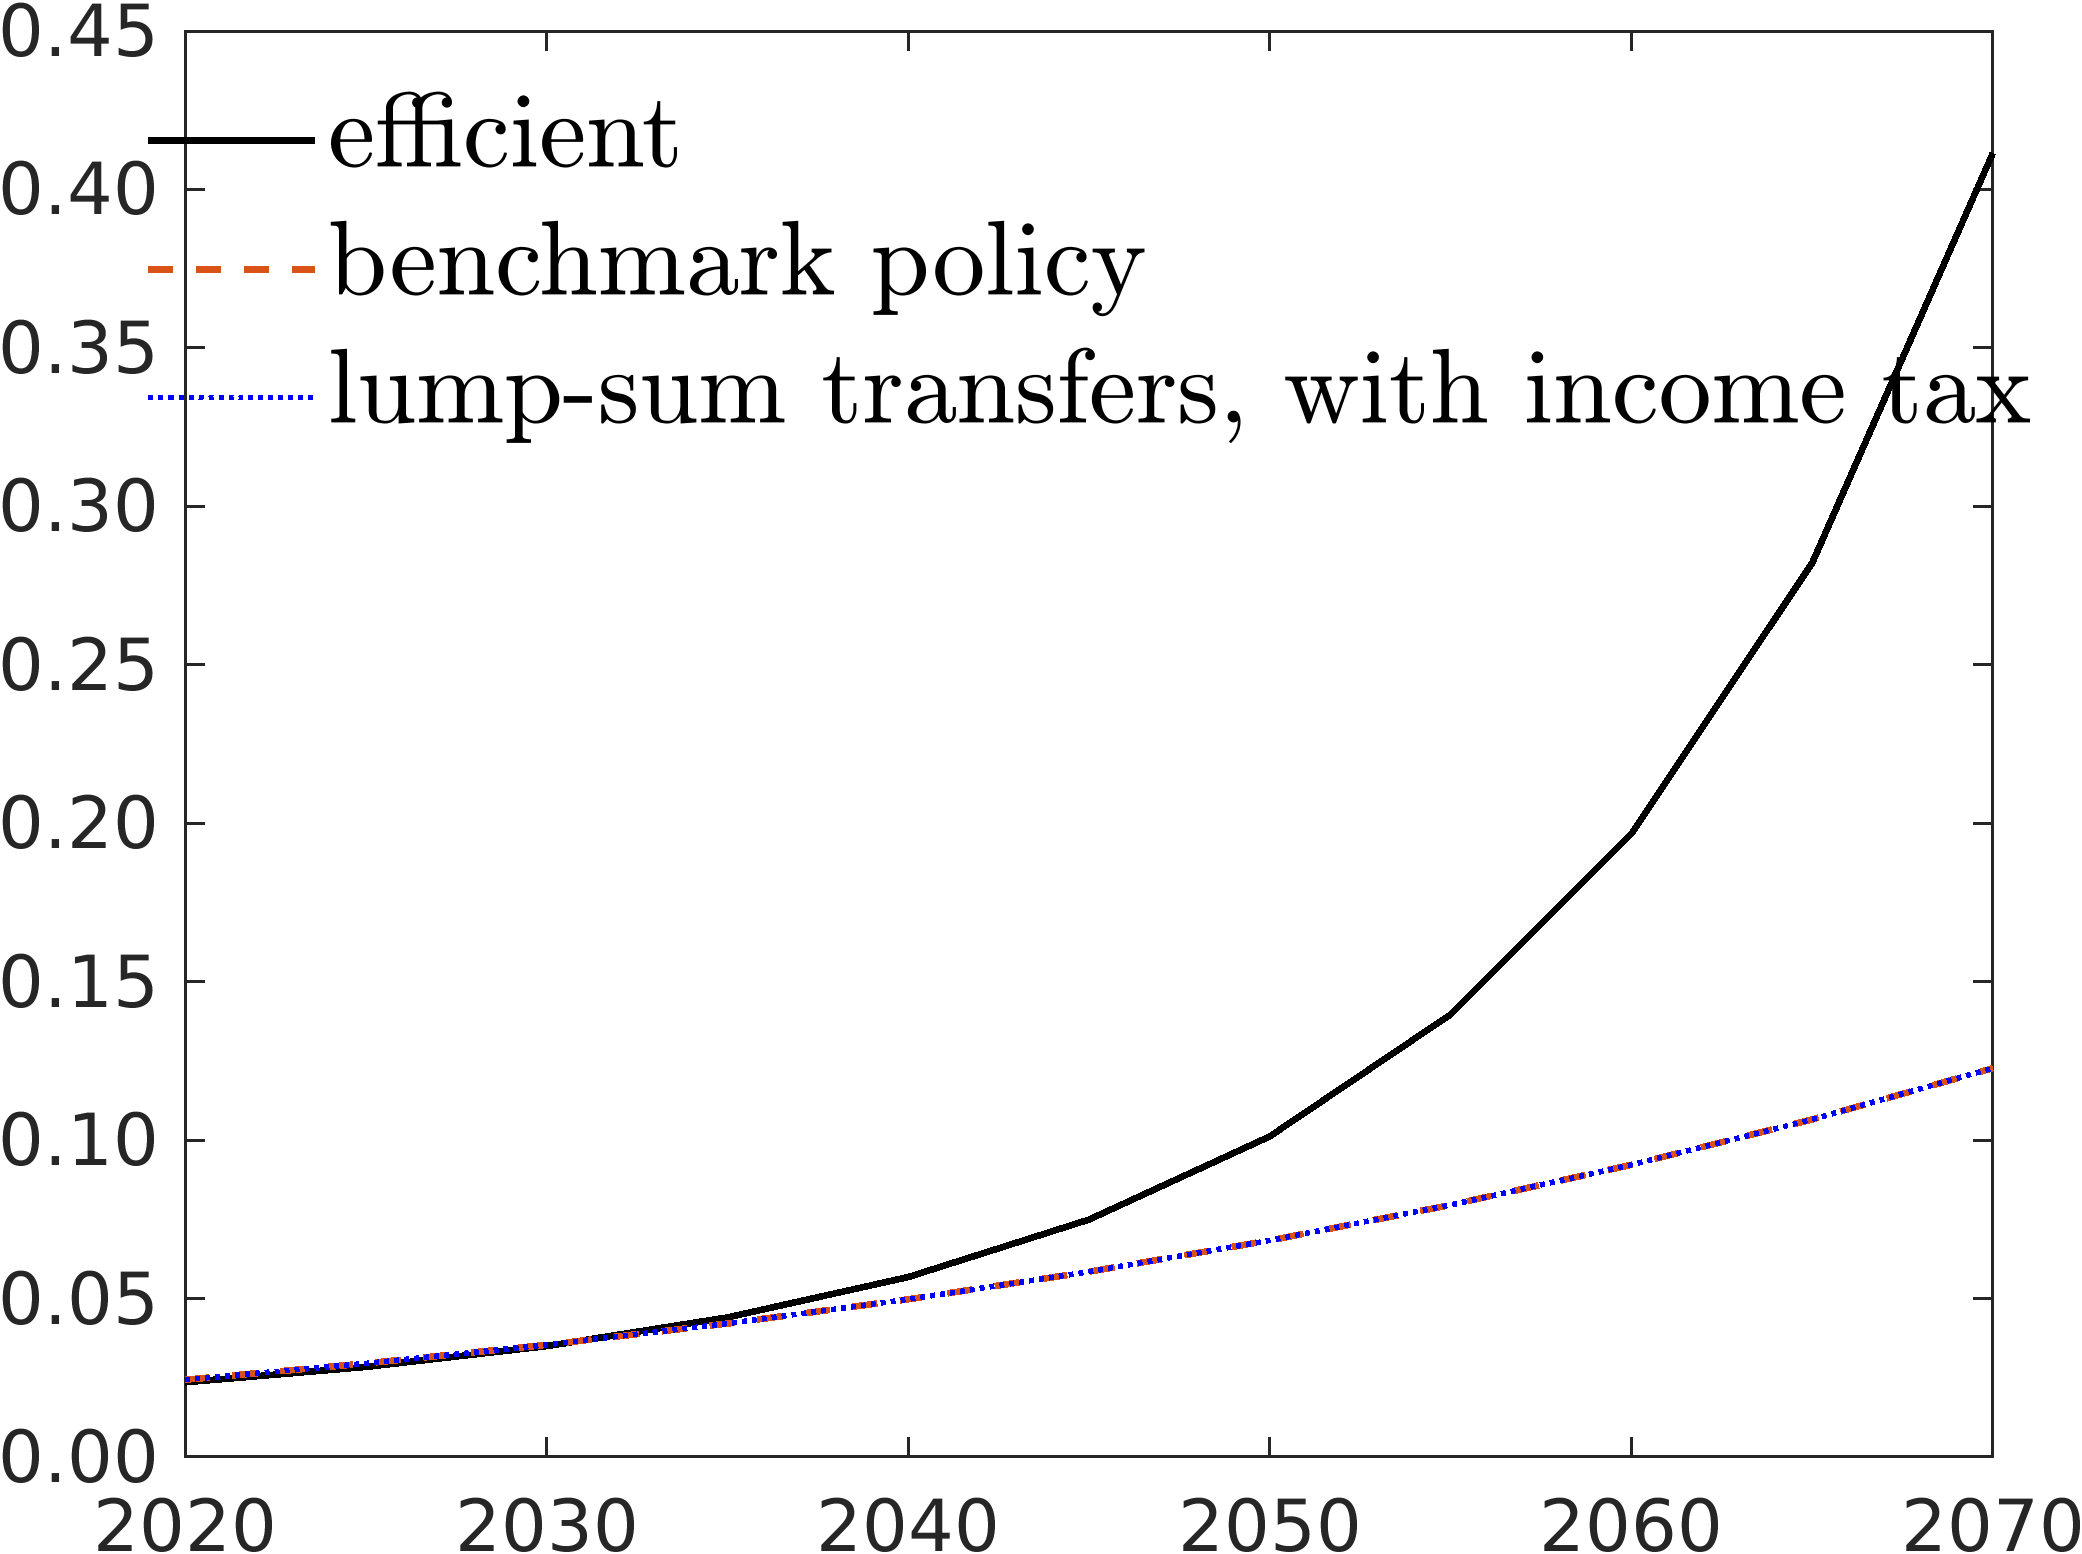 0.45
efficient
0.40
benchmark policy
0.35
lump-sum transfers, with income tax
0.30
0.25
0.20
0.15
0.10
0.05
0.00
2020 2030 2040 2050 2060 2070